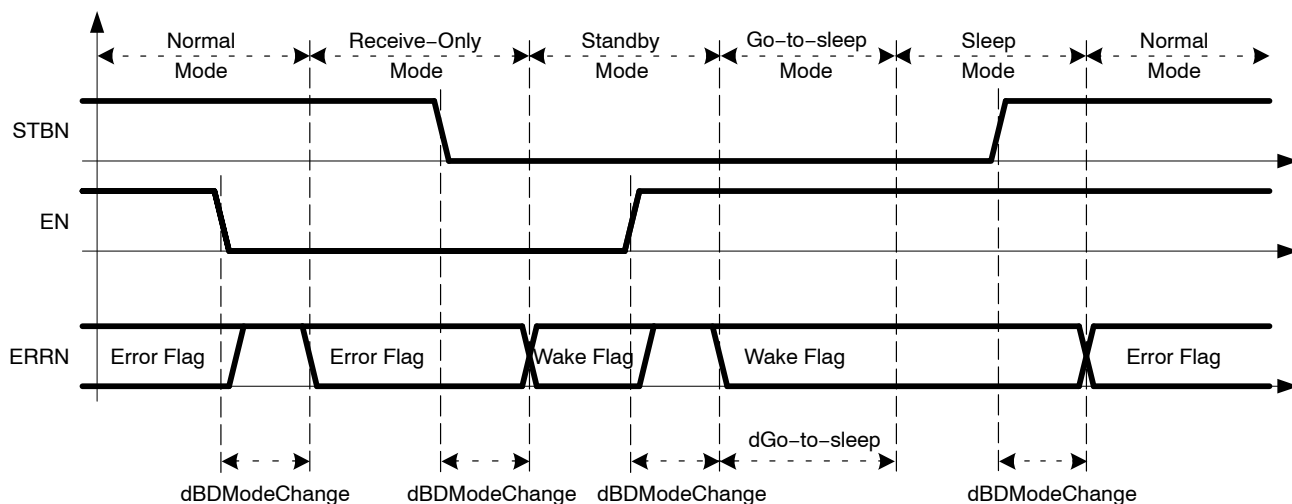 Normal Mode
Receive−Only Mode
Standby Mode
Go−to−sleep Mode
Sleep Mode
Normal Mode
STBN
EN
ERRN
Error Flag
Error Flag
Wake Flag
Wake Flag
Error Flag
dGo−to−sleep
dBDModeChange
dBDModeChange
dBDModeChange
dBDModeChange